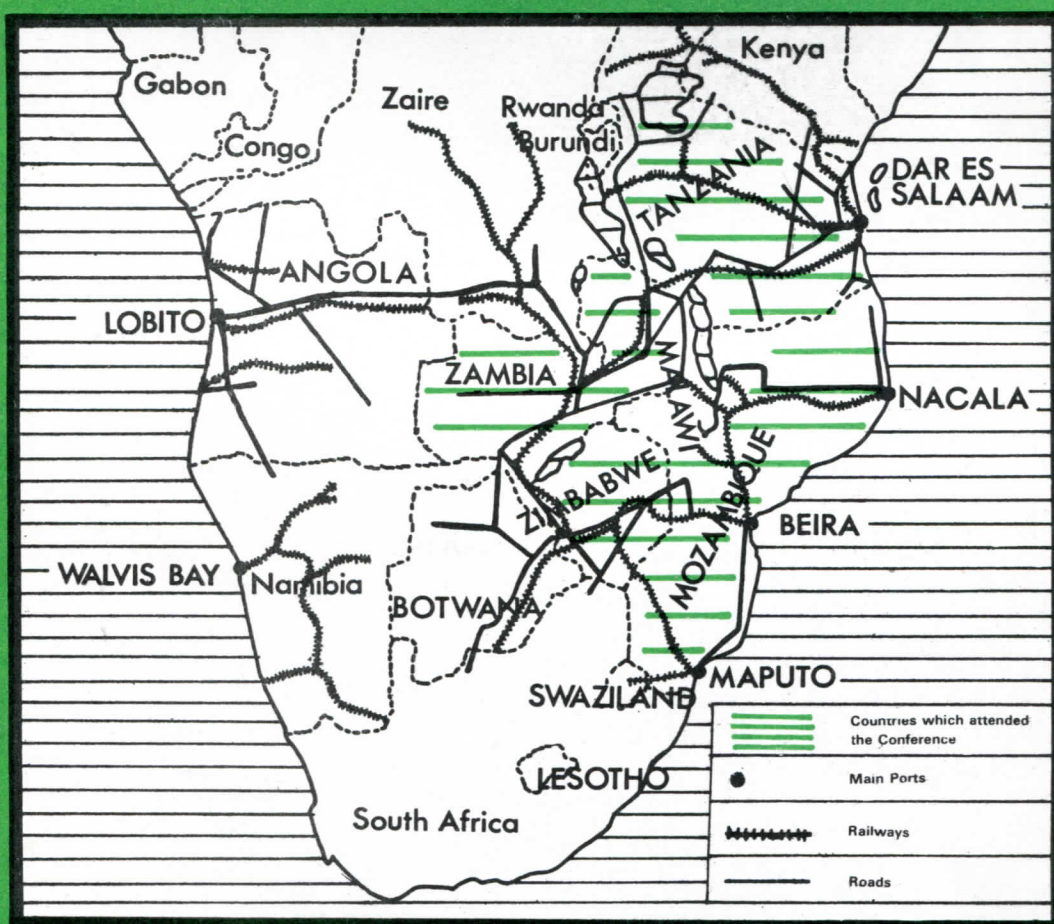 Gabon
Congo
Zaire
Rwanda
Burundi
Kenya
TANZANIA
DAR ES
SALAAM
ANGOLA
LOBITO
ZAMBIA
MALAWI
NACALA
ZIMBABWE
MOZAMBIQUE
BEIRA
WALVIS BAY
Namibia
BOTWANA
SWAZILAND
MAPUTO
LESOTHO
South Africa
Countries which attended
the Conference
Main Ports
Railways
Roads